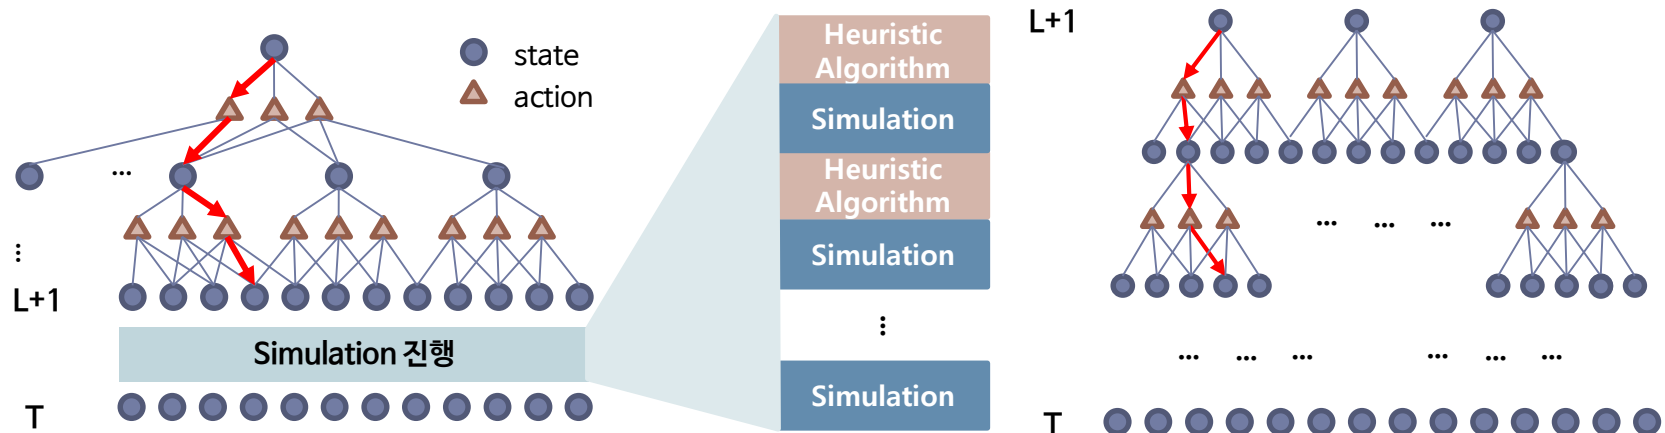 state
action
...
⋮
L+1
Simulation 진행
T
Heuristic
Algorithm
Simulation
Heuristic
Algorithm
Simulation
⋮
Simulation
L+1
... ... ...
... ... ... ... ... ...
T